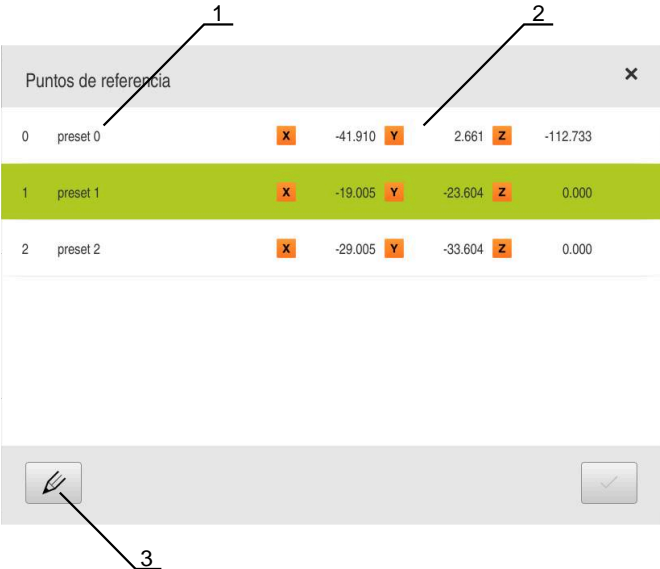 1 2
Puntos de referencia ×
0 preset 0 X -41.910 Y 2.661 Z -112.733
1 preset 1 X -19.005 Y -23.604 Z 0.000
2 preset 2 X -29.005 Y -33.604 Z 0.000
3